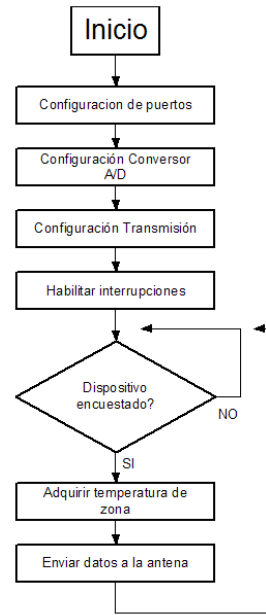 Inicio
Configuracion de puertos
Configuración Conversor
A/D
Configuración Transmisión
Habilitar interrupciones
Dispositivo
encuestado?
NO
SI
Adquirir temperatura de
zona
Enviar datos a la antena